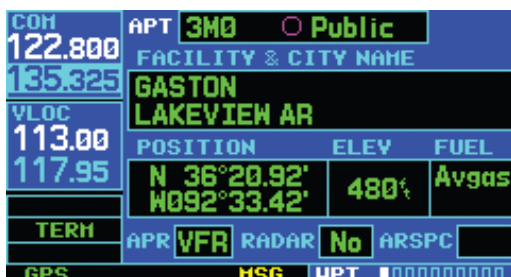 COM
122.800
135.325
VLOC
113.00
117.95
TERM
GPS
APT 3M0 Public
FACILITY & CITY NAME
GASTON
LAKEVIEW AR
POSITION ELEV FUEL
N 36°20.92' 480ft Avgas
W092°33.42'
APR VFR RADAR No ARSPC
MSG WPT